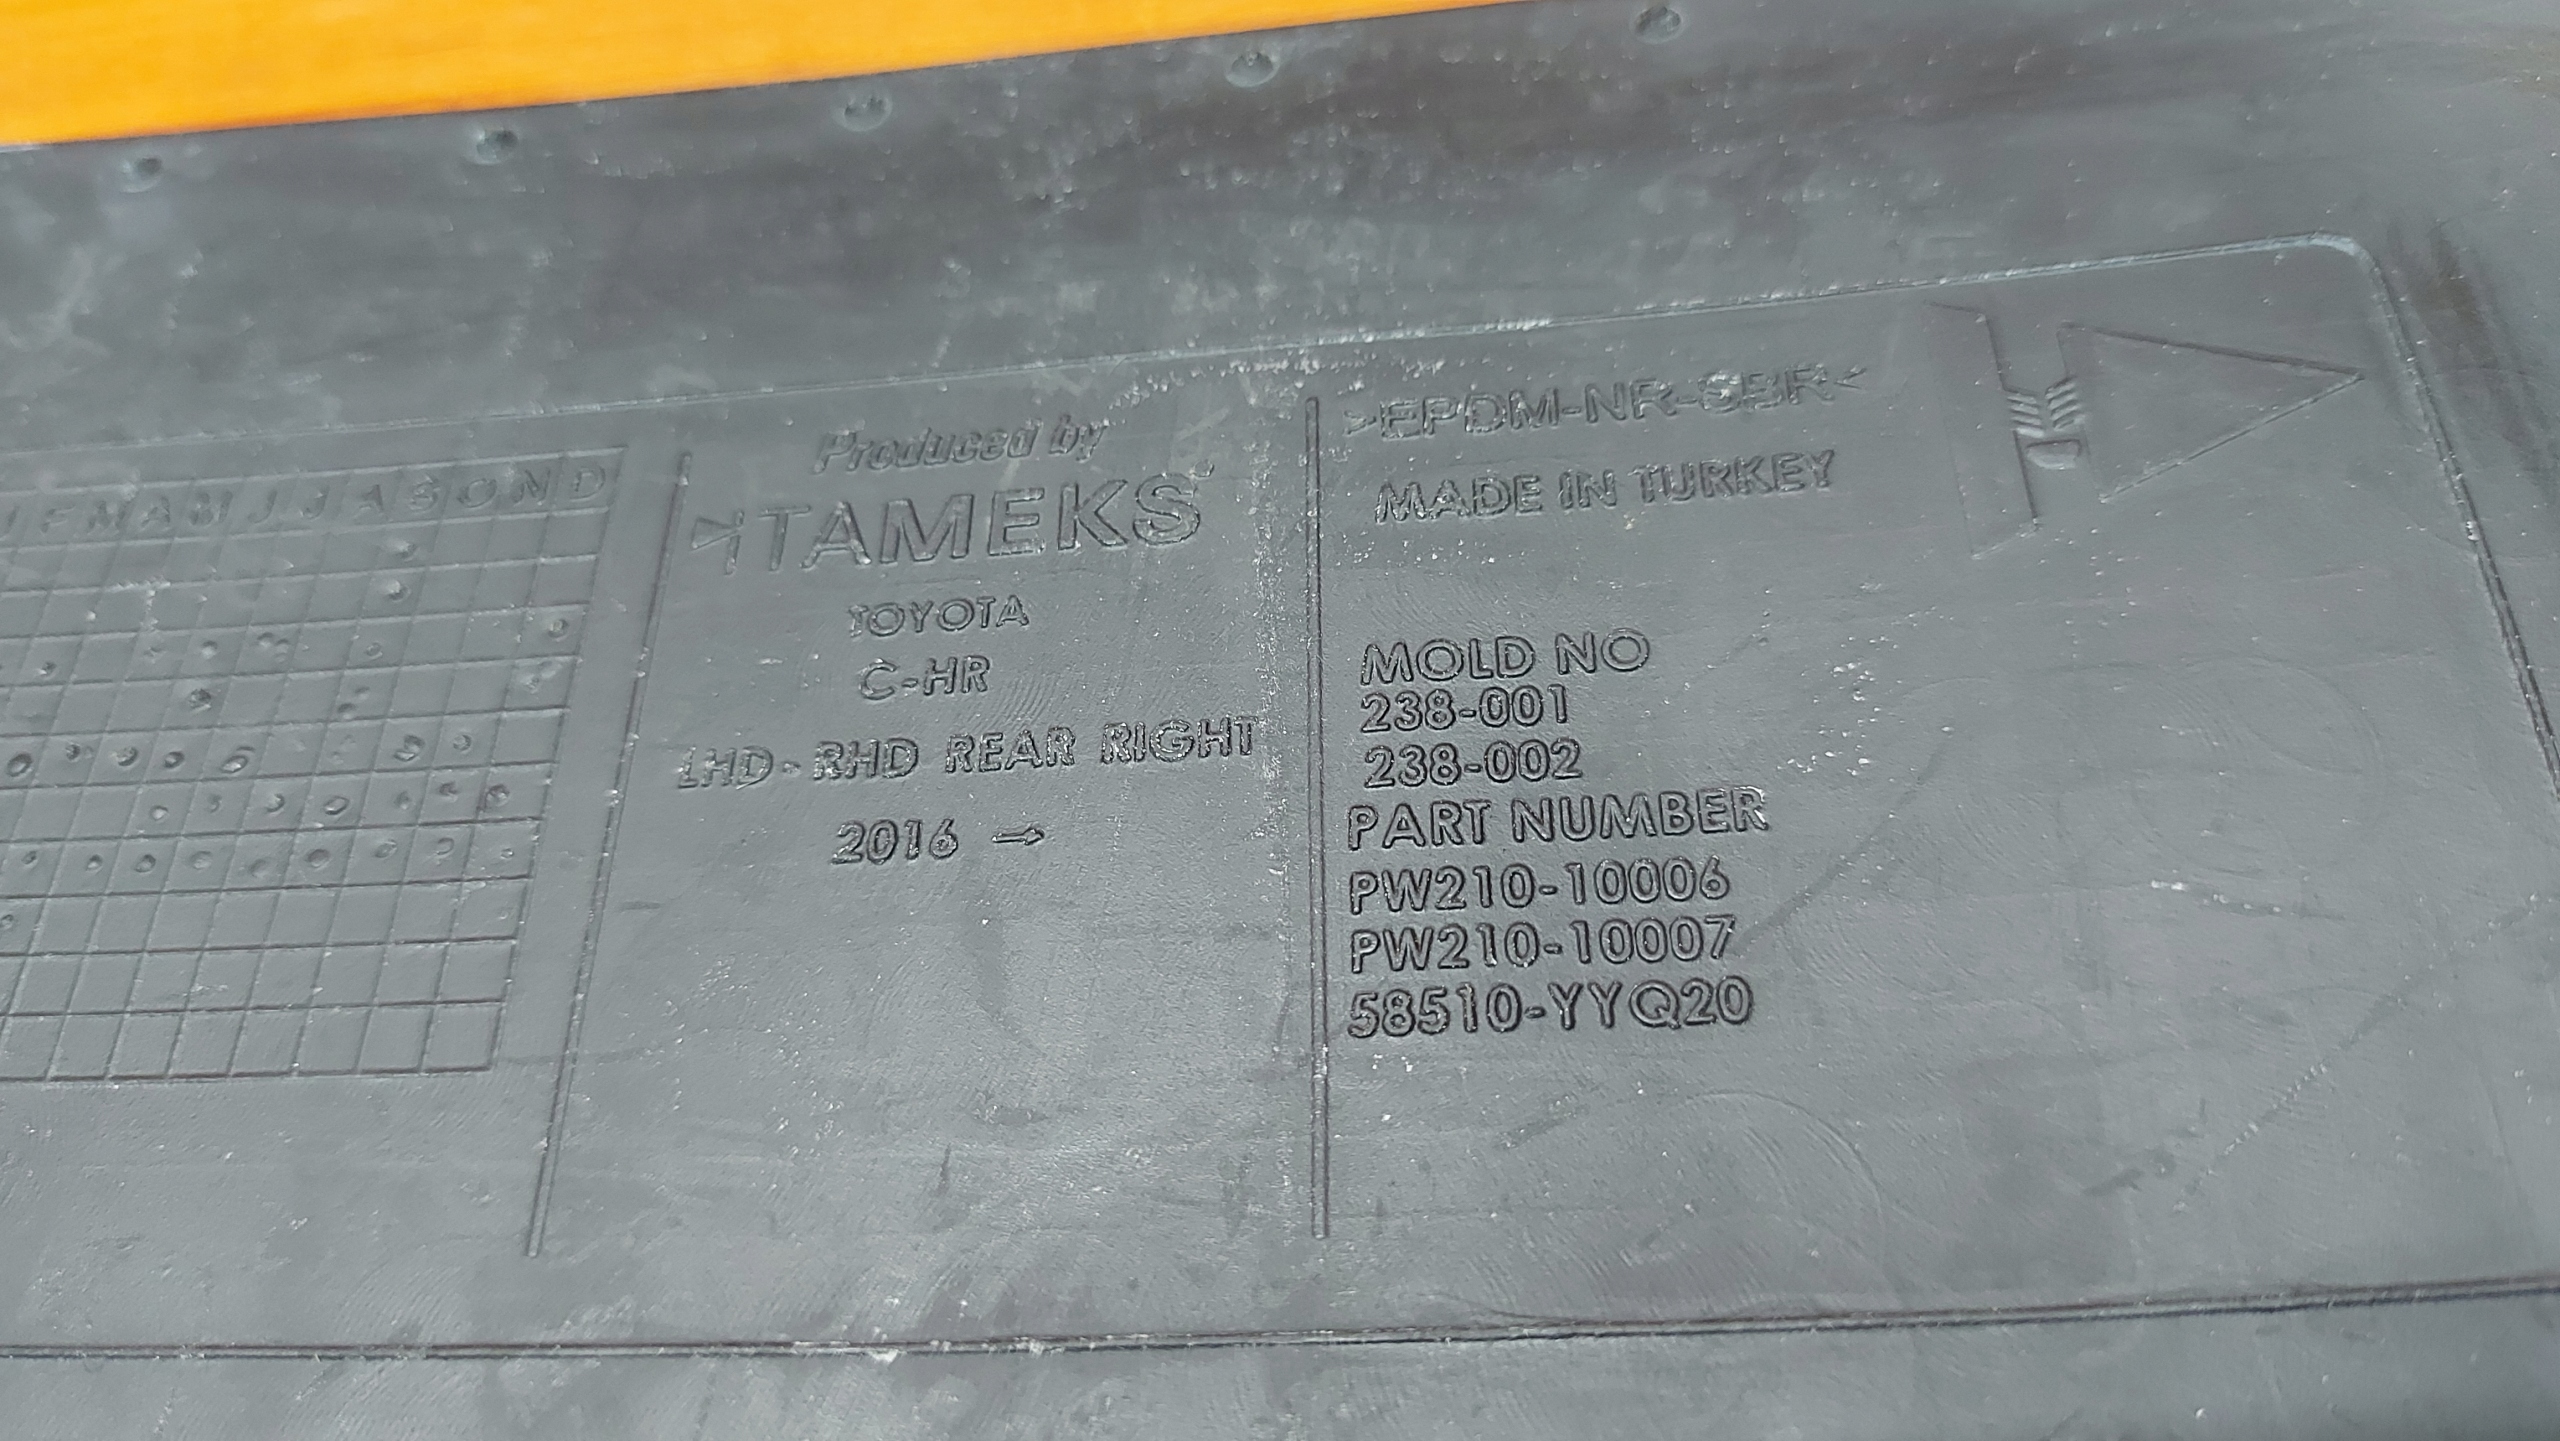 J F M A M J J A S O N D
Produced by
TAMEKS
TOYOTA
C-HR
LHD-RHD REAR RIGHT
2016 →
>EPDM-NR-SBR<
MADE IN TURKEY
MOLD NO
238-001
238-002
PART NUMBER
PW210-10006
PW210-10007
58510-YYQ20